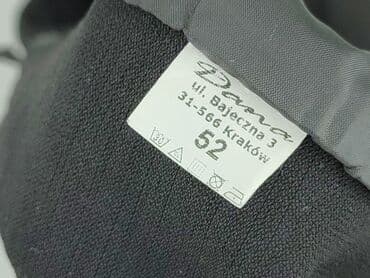 Dana
ul. Bajeczna 3
31-566 Kraków
52